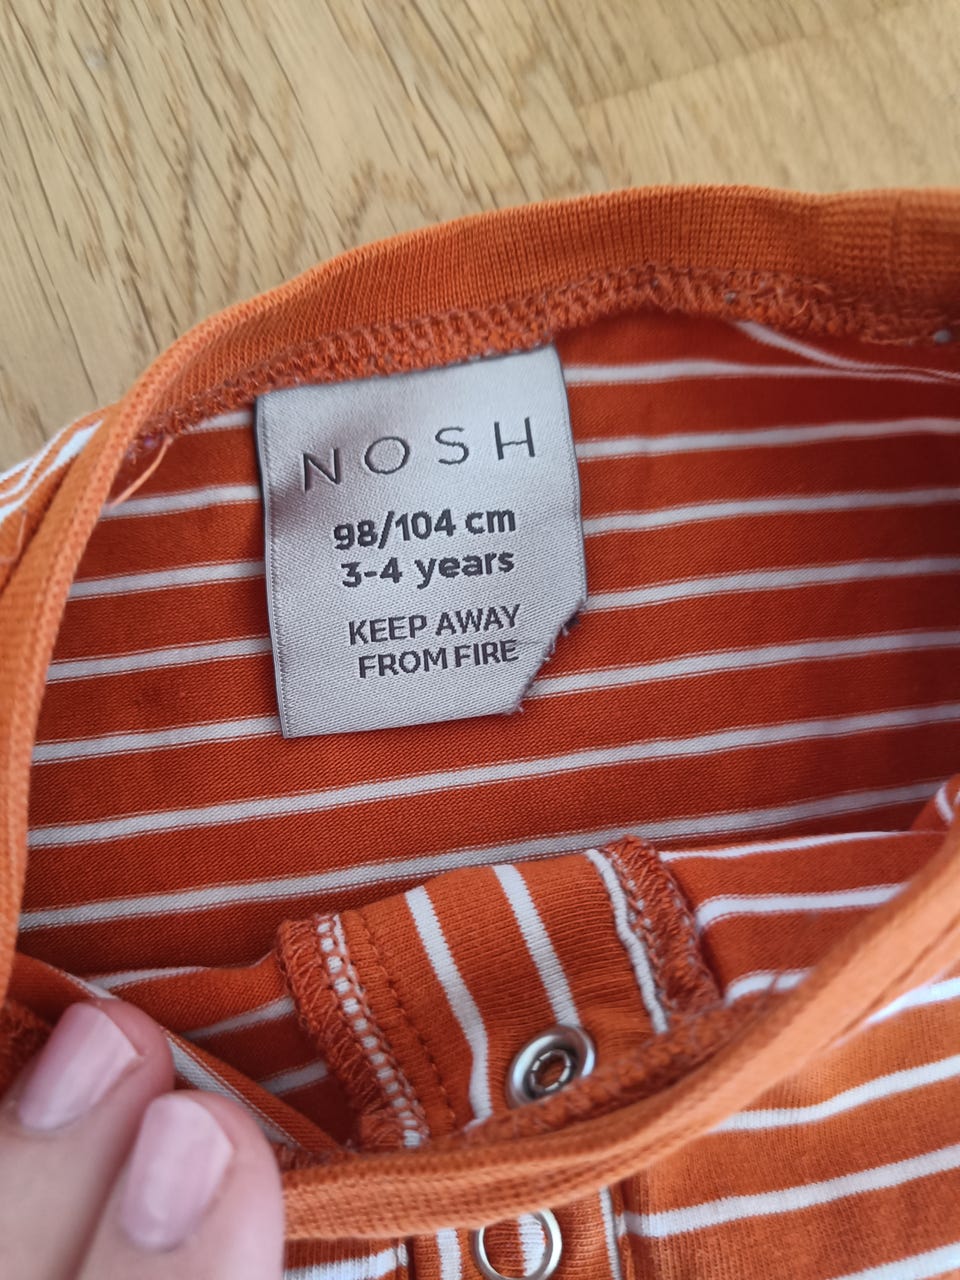 NOSH
98/104 cm
3-4 years
KEEP AWAY
FROM FIRE